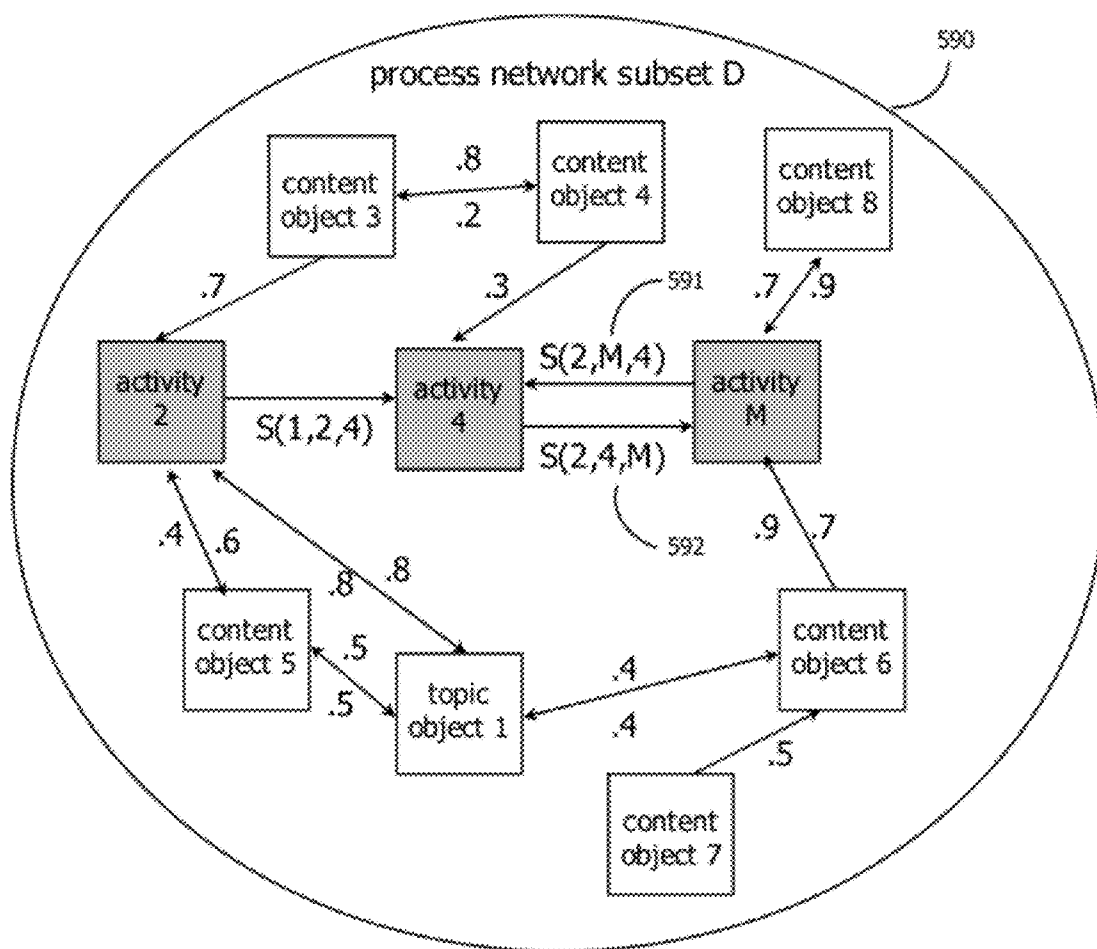 590
process network subset D
content
object 3
.8
.2
content
object 4
content
object 8
.7
.3
591
.7
.9
activity
2
S(1,2,4)
activity
4
S(2,M,4)
S(2,4,M)
activity
M
592
.4
.6
.8
.8
.9
.7
content
object 5
.5
.5
topic
object 1
.4
.4
content
object 6
.5
content
object 7